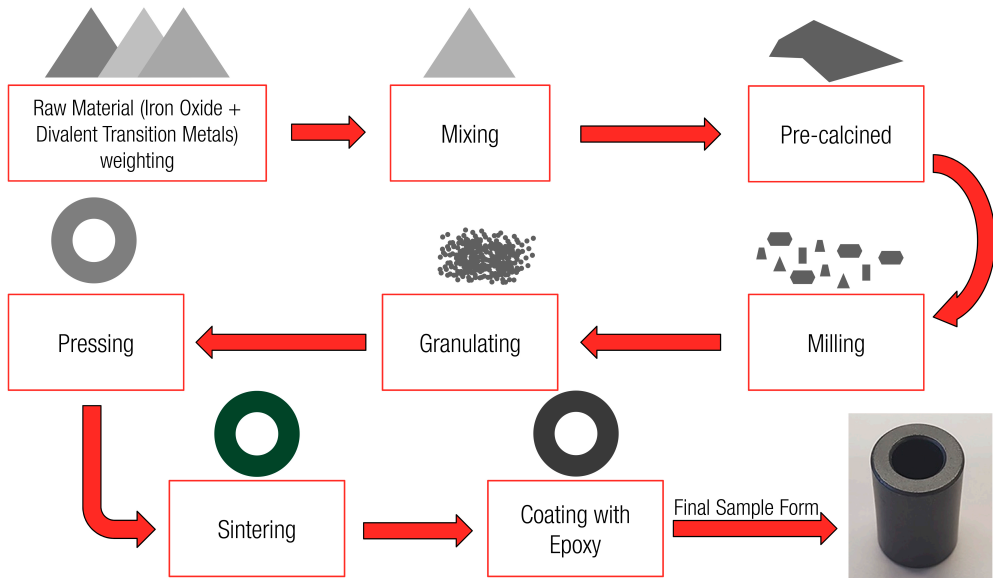 Raw Material (Iron Oxide +
Divalent Transition Metals)
weighting
Mixing
Pre-calcined
Pressing
Granulating
Milling
Sintering
Coating with
Epoxy
Final Sample Form